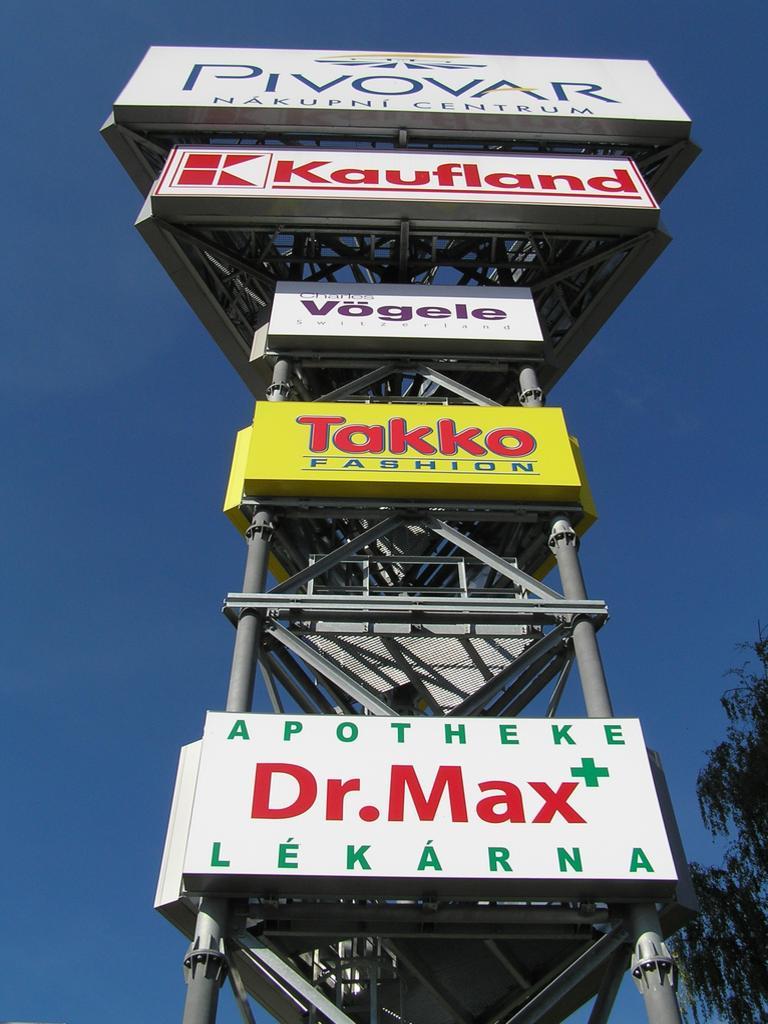 PIVOVAR
NÁKUPNÍ CENTRUM
Kaufland
Charles
Vögele
Switzerland
Takko
FASHION
APOTHEKE
Dr.Max+
LÉKÁRNA